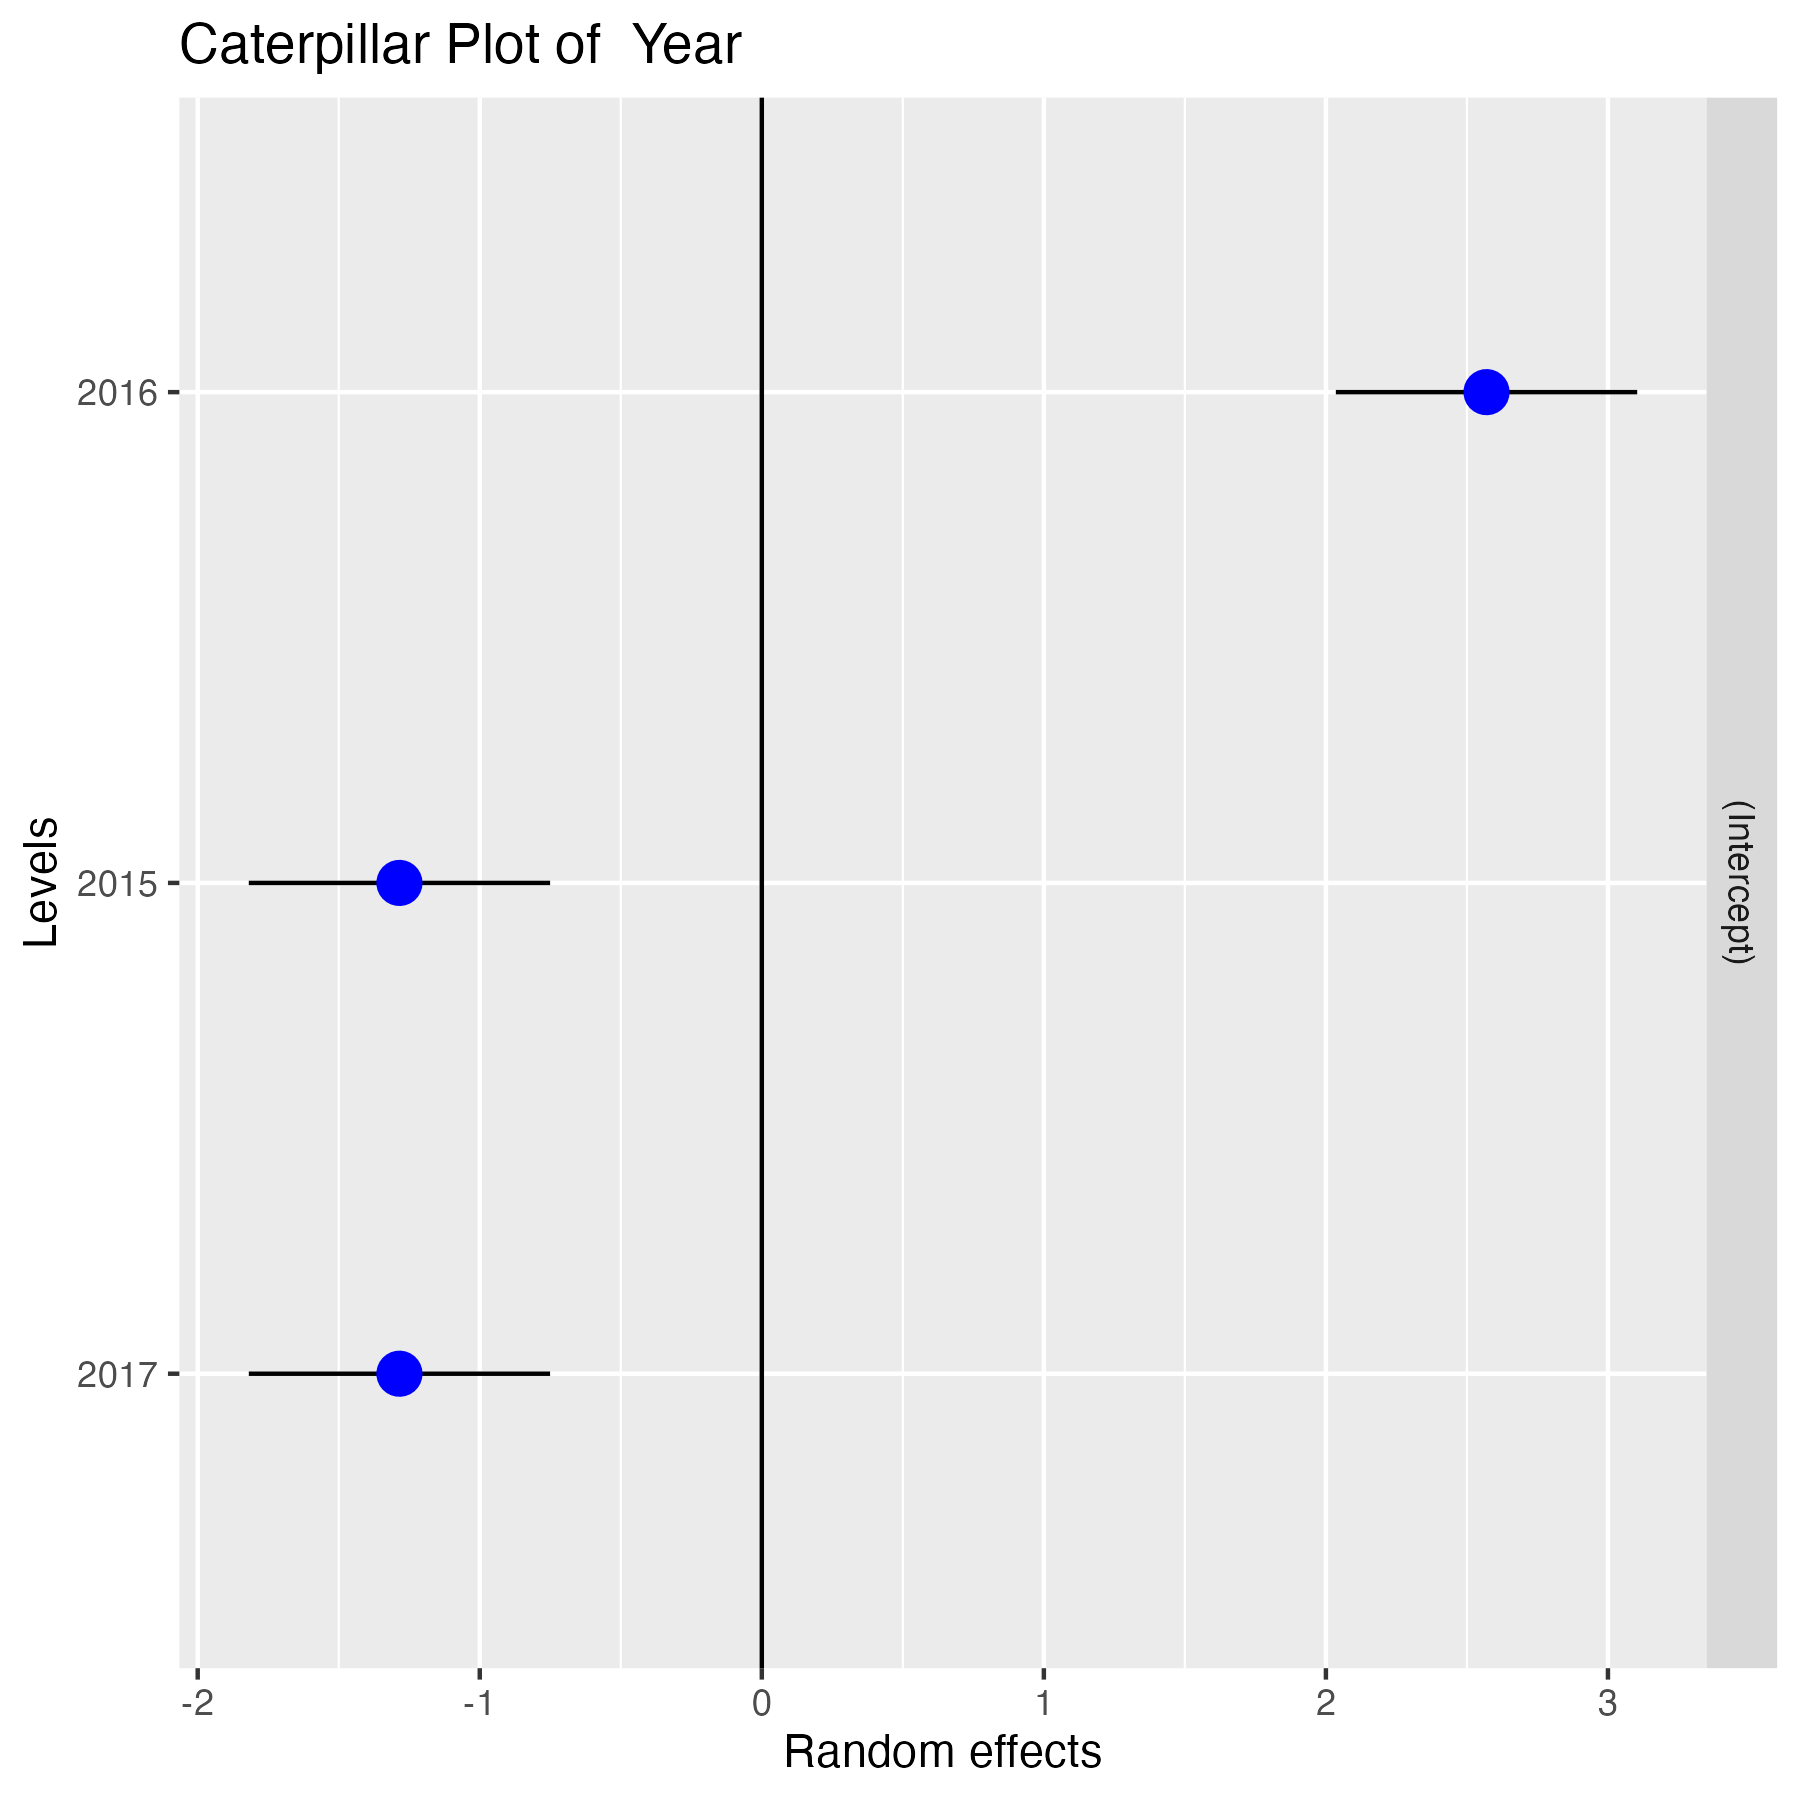 Caterpillar Plot of  Year
Levels
2016
2015
2017
(Intercept)
-2 -1 0 1 2 3
Random effects